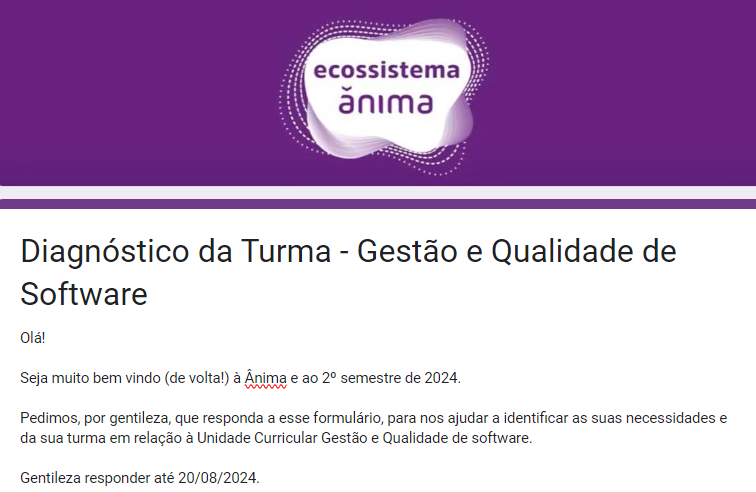 ecossistema
ănıma
Diagnóstico da Turma - Gestão e Qualidade de
Software
Olá!
Seja muito bem vindo (de volta!) à Ânima e ao 2º semestre de 2024.
Pedimos, por gentileza, que responda a esse formulário, para nos ajudar a identificar as suas necessidades e
da sua turma em relação à Unidade Curricular Gestão e Qualidade de software.
Gentileza responder até 20/08/2024.